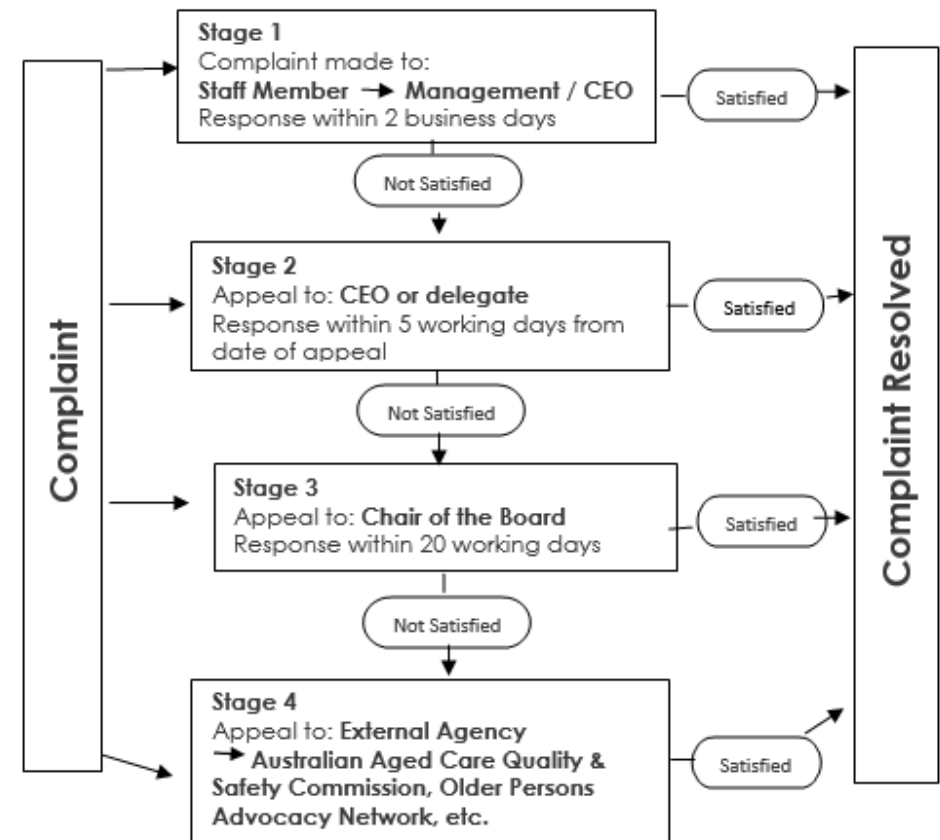 Complaint
Stage 1
Complaint made to:
Staff Member → Management / CEO
Response within 2 business days
Satisfied
Not Satisfied
Stage 2
Appeal to: CEO or delegate
Response within 5 working days from
date of appeal
Satisfied
Not Satisfied
Stage 3
Appeal to: Chair of the Board
Response within 20 working days
Satisfied
Not Satisfied
Stage 4
Appeal to: External Agency
→ Australian Aged Care Quality &
Safety Commission, Older Persons
Advocacy Network, etc.
Satisfied
Complaint Resolved